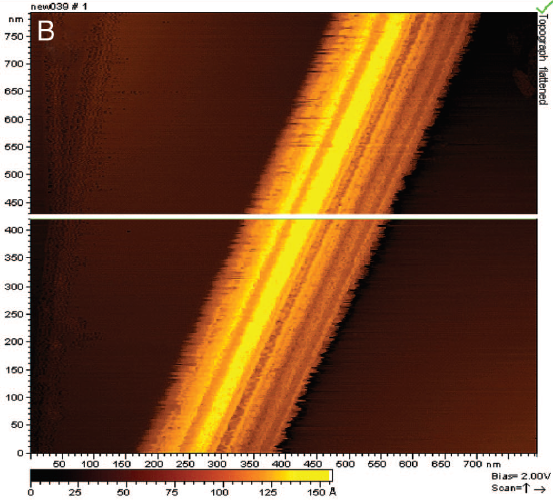 new039 # 1
nm
B
750
700
650
600
550
500
450
400
350
300
250
200
150
100
50
0
50 100 150 200 250 300 350 400 450 500 550 600 650 700 nm
0 25 50 75 100 125 150 Å
Bias= 2.00V
Scan=↑ →
Topograph flattened